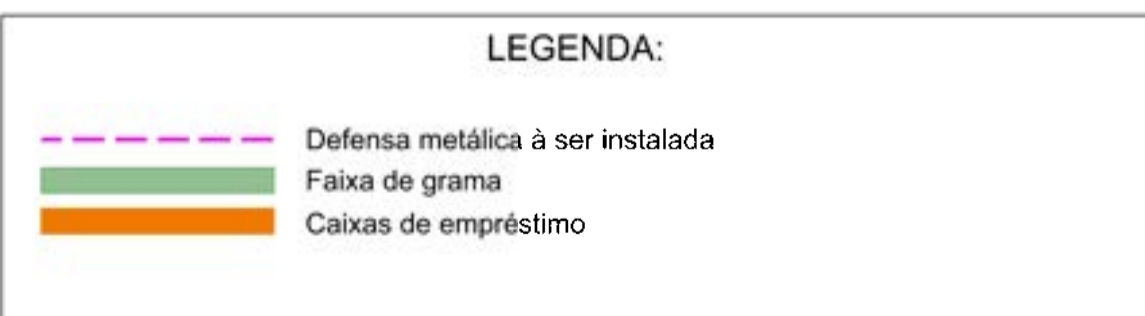 LEGENDA:
Defensa metálica à ser instalada
Faixa de grama
Caixas de empréstimo